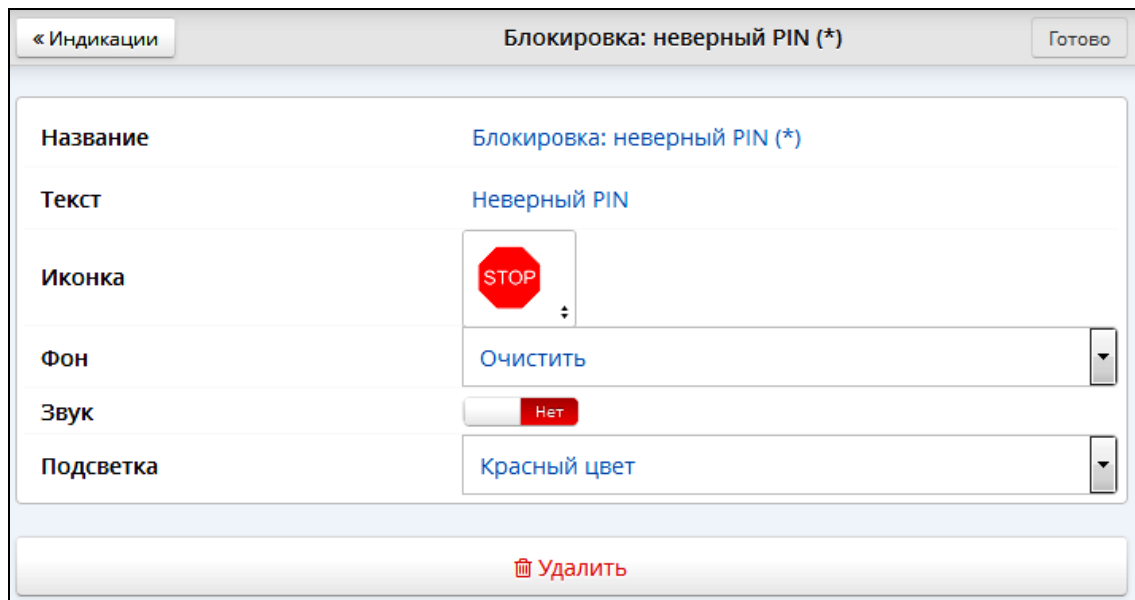 « Индикации Блокировка: неверный PIN (*) Готово
Название Блокировка: неверный PIN (*)
Текст Неверный PIN
Иконка STOP
Фон Очистить
Звук Нет
Подсветка Красный цвет
Удалить